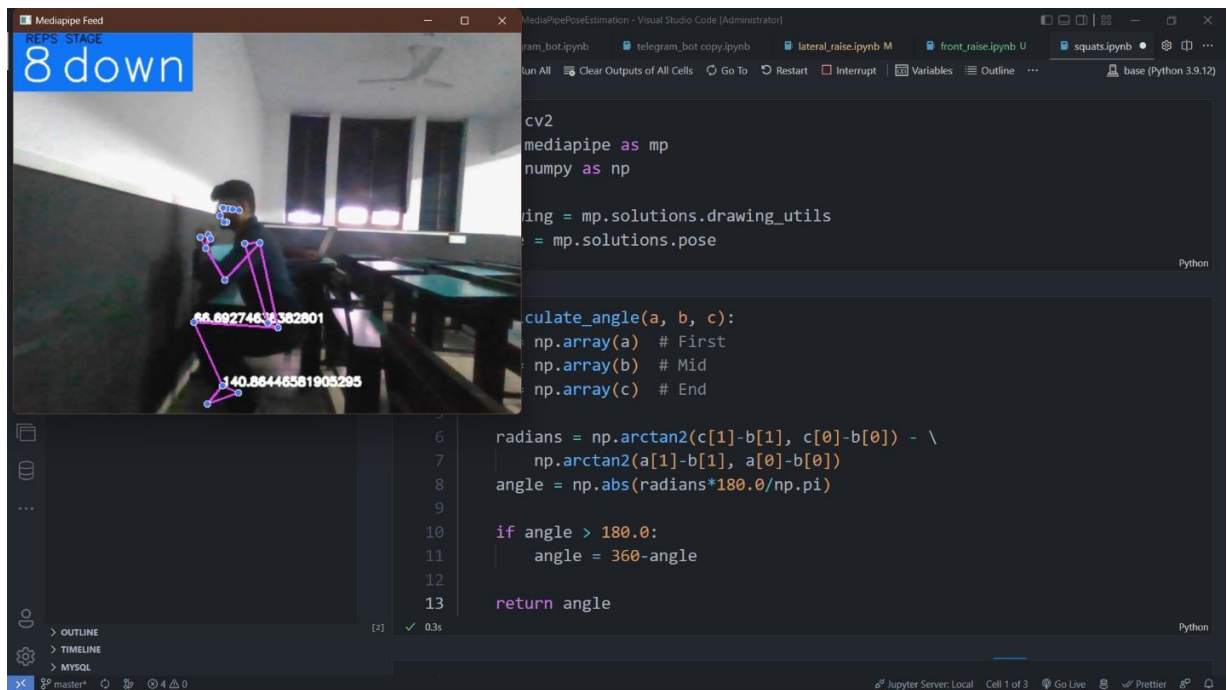 Mediapipe Feed
REPS STAGE
8 down
66.69274638382801
140.86446581905295
MediaPipePoseEstimation - Visual Studio Code [Administrator]
gram_bot.ipynb
telegram_bot copy.ipynb
lateral_raise.ipynb M
front_raise.ipynb U
squats.ipynb
Run All
Clear Outputs of All Cells
Go To
Restart
Interrupt
Variables
Outline
base (Python 3.9.12)
cv2
mediapipe as mp
numpy as np
wing = mp.solutions.drawing_utils
= mp.solutions.pose
Python
culate_angle(a, b, c):
np.array(a) # First
np.array(b) # Mid
np.array(c) # End
6 radians = np.arctan2(c[1]-b[1], c[0]-b[0]) - \
7 np.arctan2(a[1]-b[1], a[0]-b[0])
8 angle = np.abs(radians*180.0/np.pi)
9
10 if angle > 180.0:
11 angle = 360-angle
12
13 return angle
[2] 0.3s Python
OUTLINE
TIMELINE
MYSQL
master* 4 0 Jupyter Server: Local Cell 1 of 3 Go Live Prettier